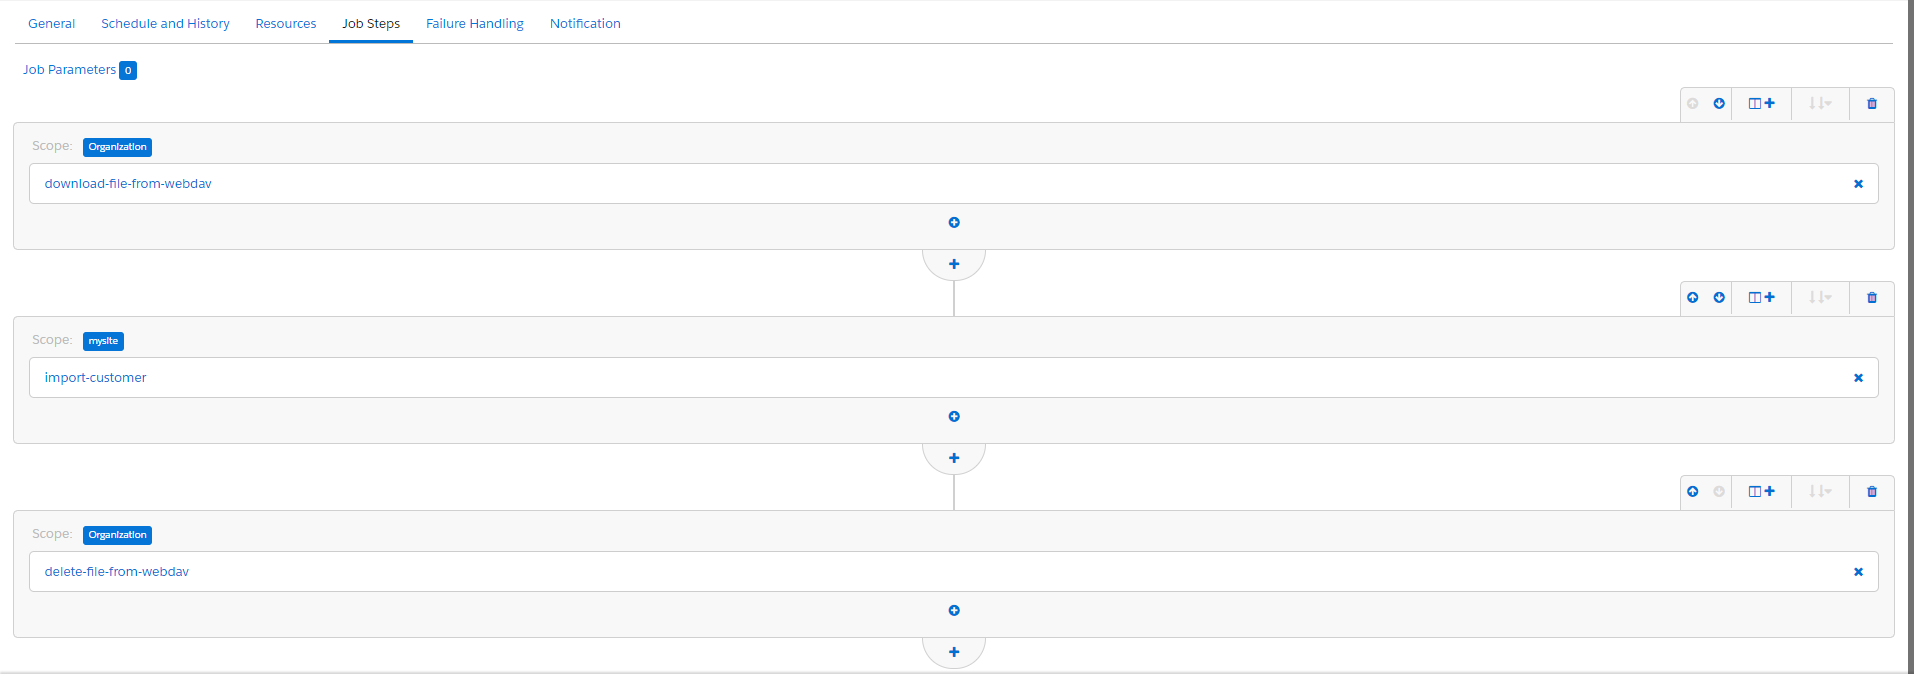 General Schedule and History Resources Job Steps Failure Handling Notification
Job Parameters 0
Scope: Organization
download-file-from-webdav
Scope: mysite
import-customer
Scope: Organization
delete-file-from-webdav